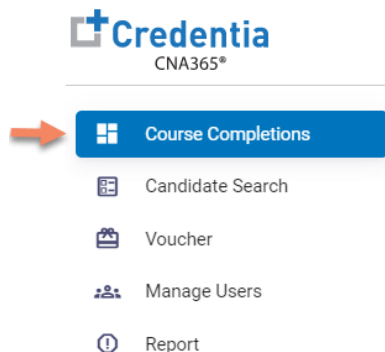 Credentia
CNA365®
Course Completions
Candidate Search
Voucher
Manage Users
Report